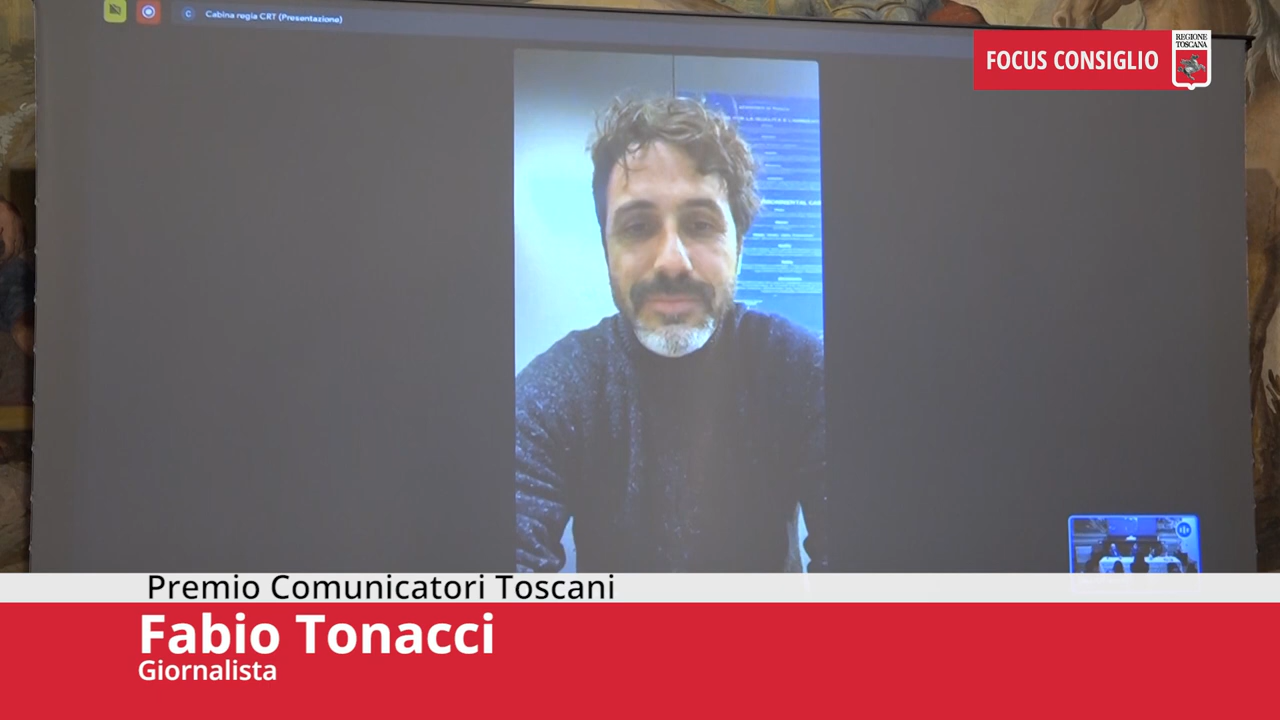 C Cabina regia CRT (Presentazione)
FOCUS CONSIGLIO
REGIONE
TOSCANA
Premio Comunicatori Toscani
Fabio Tonacci
Giornalista